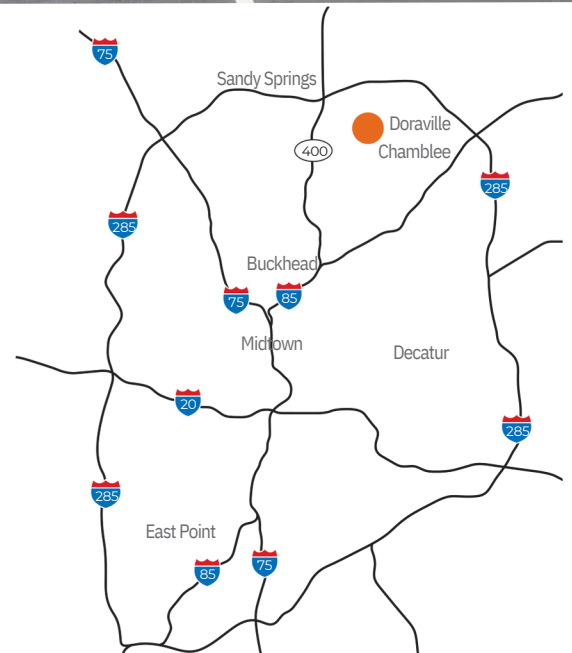 75
Sandy Springs
Doraville
400
Chamblee
285
285
Buckhead
75
85
Midtown
Decatur
20
285
285
East Point
85
75